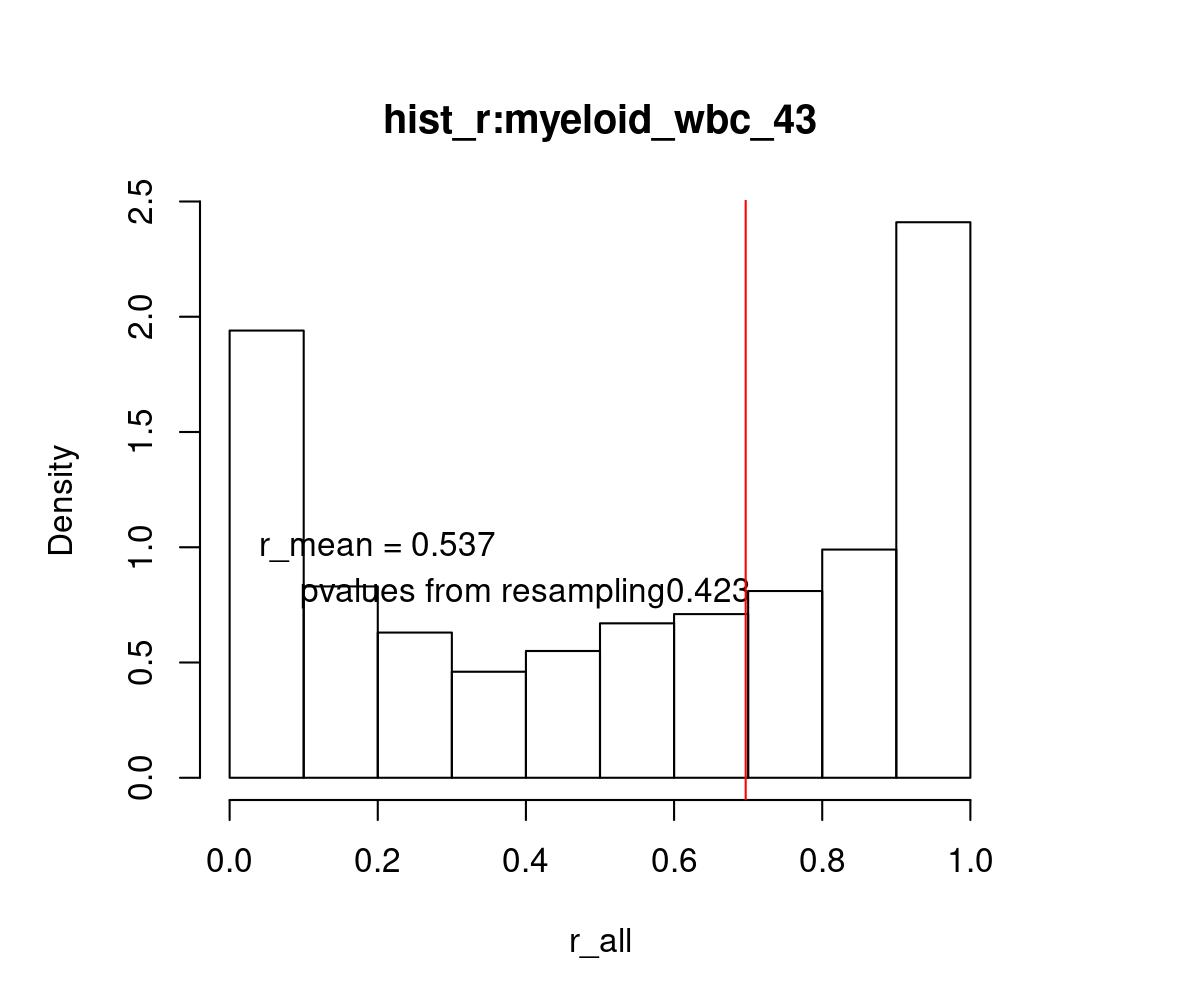 hist_r:myeloid_wbc_43
2.5
2.0
1.5
1.0
0.5
0.0
Density
r_mean = 0.537
pvalues from resampling0.423
0.0 0.2 0.4 0.6 0.8 1.0
r_all